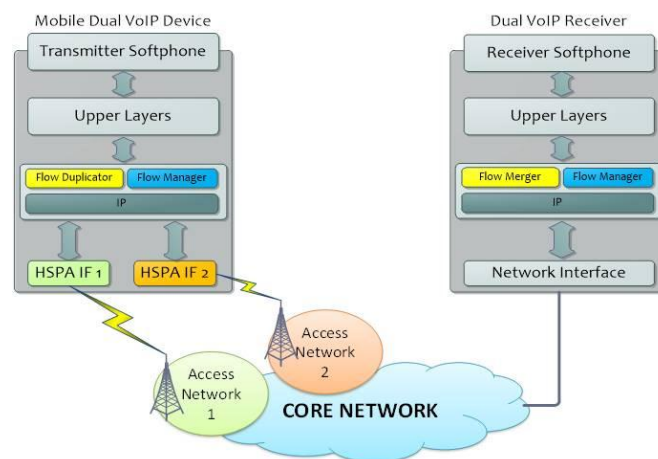 Mobile Dual VoIP Device
Transmitter Softphone
Upper Layers
Flow Duplicator
Flow Manager
IP
HSPA IF 1
HSPA IF 2
Dual VoIP Receiver
Receiver Softphone
Upper Layers
Flow Merger
Flow Manager
IP
Network Interface
Access
Network
2
Access
Network
1
CORE NETWORK